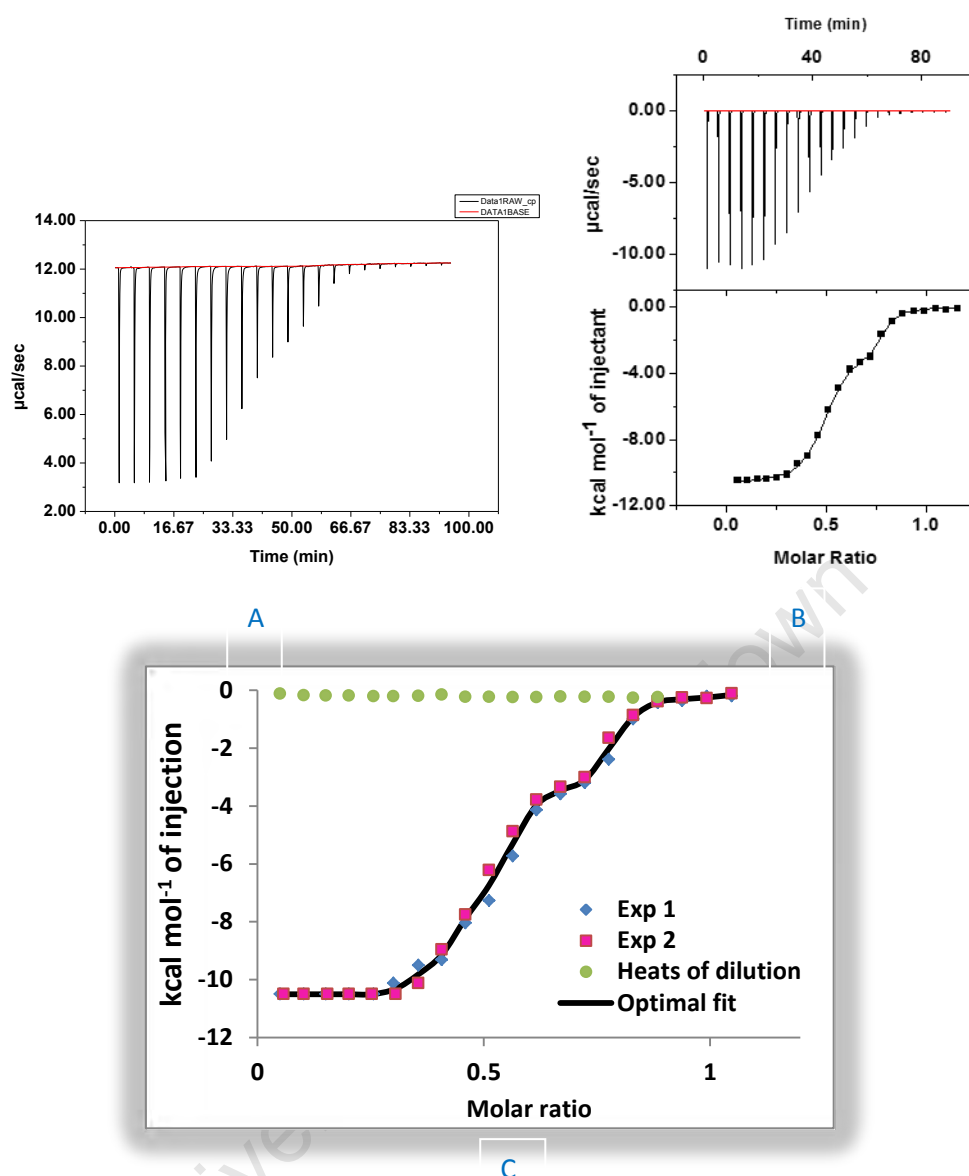 Data1RAW_cp
DATA1BASE
14.00
12.00
10.00
8.00
6.00
4.00
2.00
µcal/sec
0.00 16.67 33.33 50.00 66.67 83.33 100.00
Time (min)
Time (min)
0 40 80
0.00
-5.00
-10.00
µcal/sec
0.00
-4.00
-8.00
-12.00
kcal mol-1 of injectant
0.0 0.5 1.0
Molar Ratio
A B
0
-2
-4
-6
-8
-10
-12
kcal mol-1 of injection
Exp 1
Exp 2
Heats of dilution
Optimal fit
0 0.5 1
Molar ratio
C